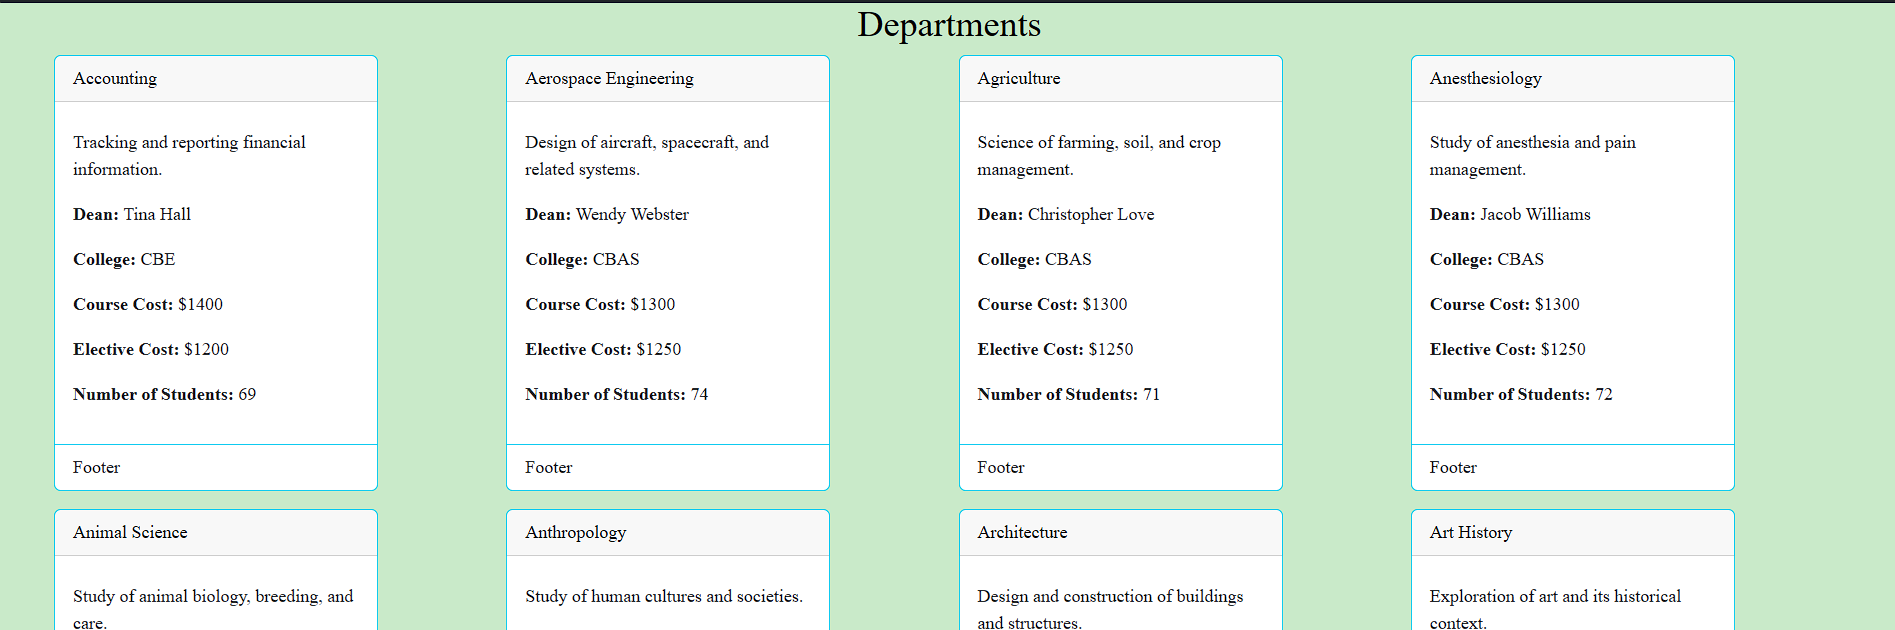 Departments
Accounting
Tracking and reporting financial
information.
Dean: Tina Hall
College: CBE
Course Cost: $1400
Elective Cost: $1200
Number of Students: 69
Footer
Aerospace Engineering
Design of aircraft, spacecraft, and
related systems.
Dean: Wendy Webster
College: CBAS
Course Cost: $1300
Elective Cost: $1250
Number of Students: 74
Footer
Agriculture
Science of farming, soil, and crop
management.
Dean: Christopher Love
College: CBAS
Course Cost: $1300
Elective Cost: $1250
Number of Students: 71
Footer
Anesthesiology
Study of anesthesia and pain
management.
Dean: Jacob Williams
College: CBAS
Course Cost: $1300
Elective Cost: $1250
Number of Students: 72
Footer
Animal Science
Study of animal biology, breeding, and
care.
Anthropology
Study of human cultures and societies.
Architecture
Design and construction of buildings
and structures.
Art History
Exploration of art and its historical
context.